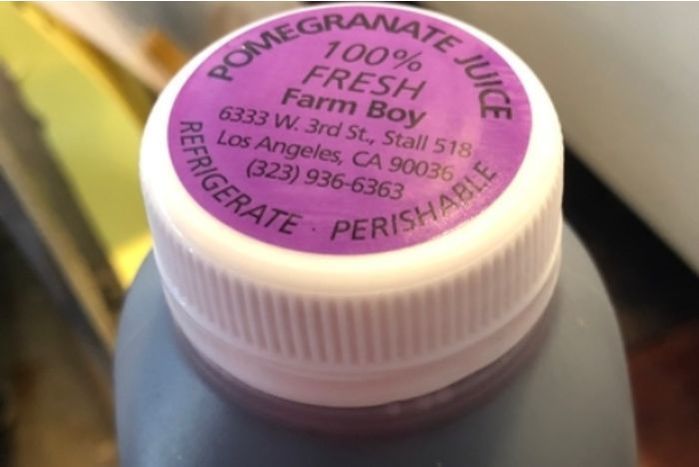 POMEGRANATE JUICE
100%
FRESH
Farm Boy
6333 W. 3rd St., Stall 518
Los Angeles, CA 90036
(323) 936-6363
REFRIGERATE · PERISHABLE